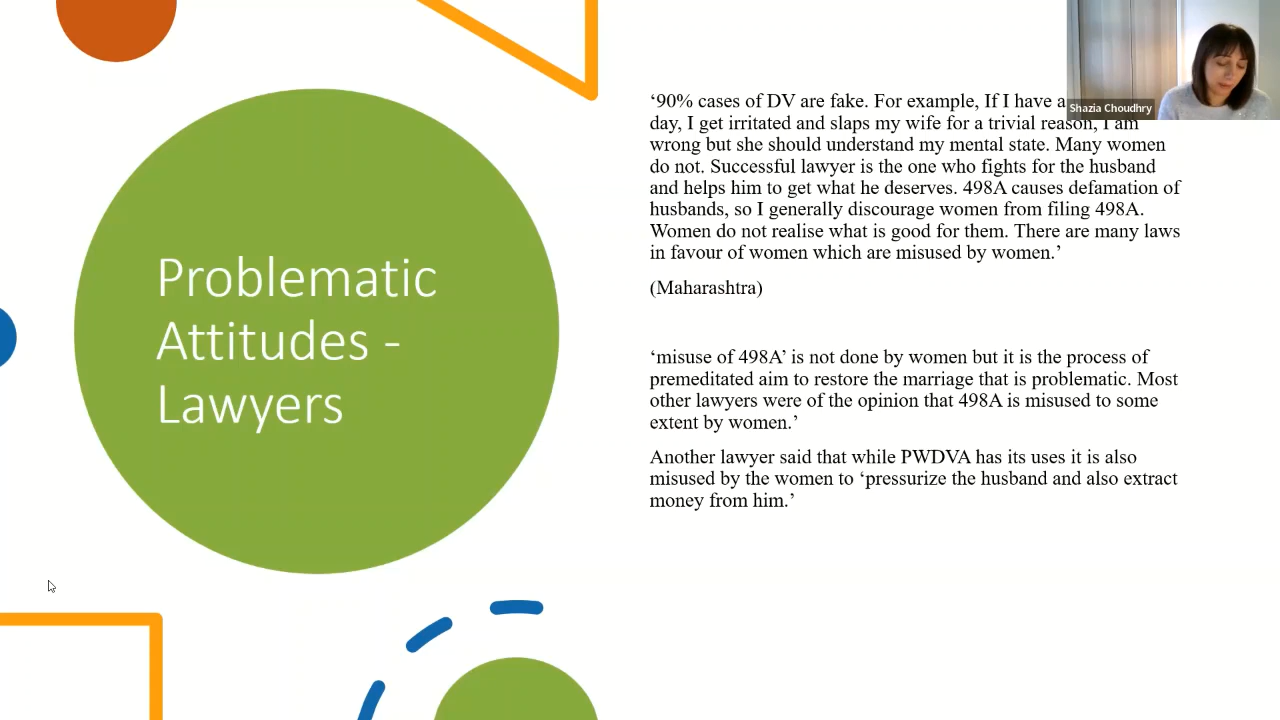 Problematic
Attitudes -
Lawyers
‘90% cases of DV are fake. For example, If I have a
day, I get irritated and slaps my wife for a trivial reason, I am
wrong but she should understand my mental state. Many women
do not. Successful lawyer is the one who fights for the husband
and helps him to get what he deserves. 498A causes defamation of
husbands, so I generally discourage women from filing 498A.
Women do not realise what is good for them. There are many laws
in favour of women which are misused by women.’
(Maharashtra)
‘misuse of 498A’ is not done by women but it is the process of
premeditated aim to restore the marriage that is problematic. Most
other lawyers were of the opinion that 498A is misused to some
extent by women.’
Another lawyer said that while PWDVA has its uses it is also
misused by the women to ‘pressurize the husband and also extract
money from him.’
Shazia Choudhry